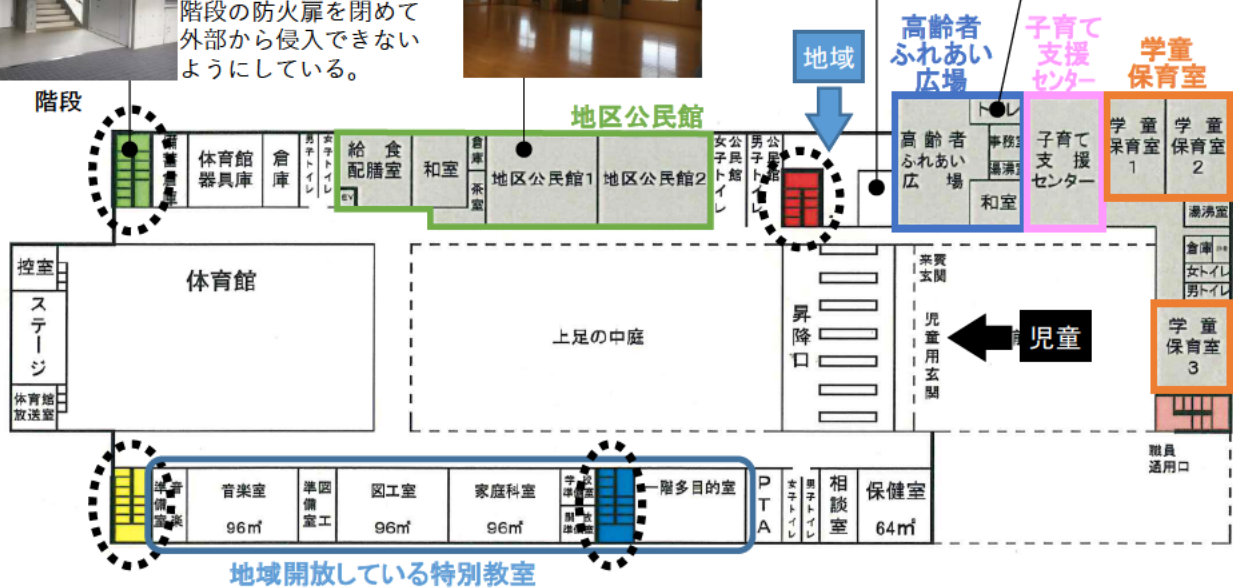 階段の防火扉を閉めて
外部から侵入できない
ようにしている。
階段
地域
高齢者
ふれあい
広場
子育て
支援
センター
学童
保育室
地区公民館
体育館
器具庫
倉
庫
男子トイレ
女子トイレ
給食
配膳室
EV
和室
倉庫
茶室
地区公民館1
地区公民館2
公民館
女子トイレ
公民館
男子トイレ
高齢者
ふれあい
広場
トイレ
事務室
湯沸室
和室
子育て
支援
センター
学童
保育室
1
学童
保育室
2
湯沸室
倉庫
女トイレ
男トイレ
学童
保育室
3
控室
ステージ
体育館
放送室
体育館
上足の中庭
昇降口
来賓
玄関
児童用玄関
児童
職員
通用口
音楽
準備室
音楽室
96㎡
図工
準備室
図工室
96㎡
家庭科室
96㎡
一階多目的室
PTA
女子トイレ
男子トイレ
相談室
保健室
64㎡
地域開放している特別教室